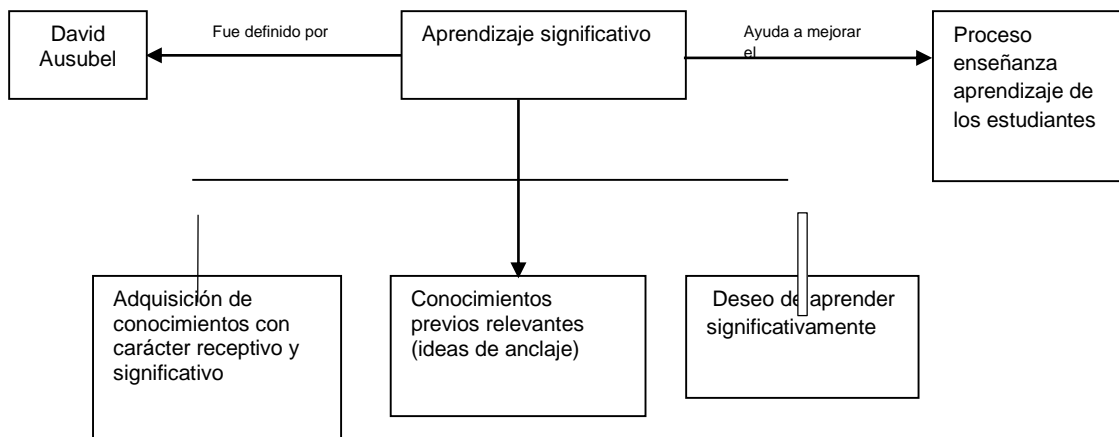 David
Ausubel
Fue definido por
Aprendizaje significativo
Ayuda a mejorar
el
Proceso
enseñanza
aprendizaje de
los estudiantes
Adquisición de
conocimientos con
carácter receptivo y
significativo
Conocimientos
previos relevantes
(ideas de anclaje)
Deseo de aprender
significativamente